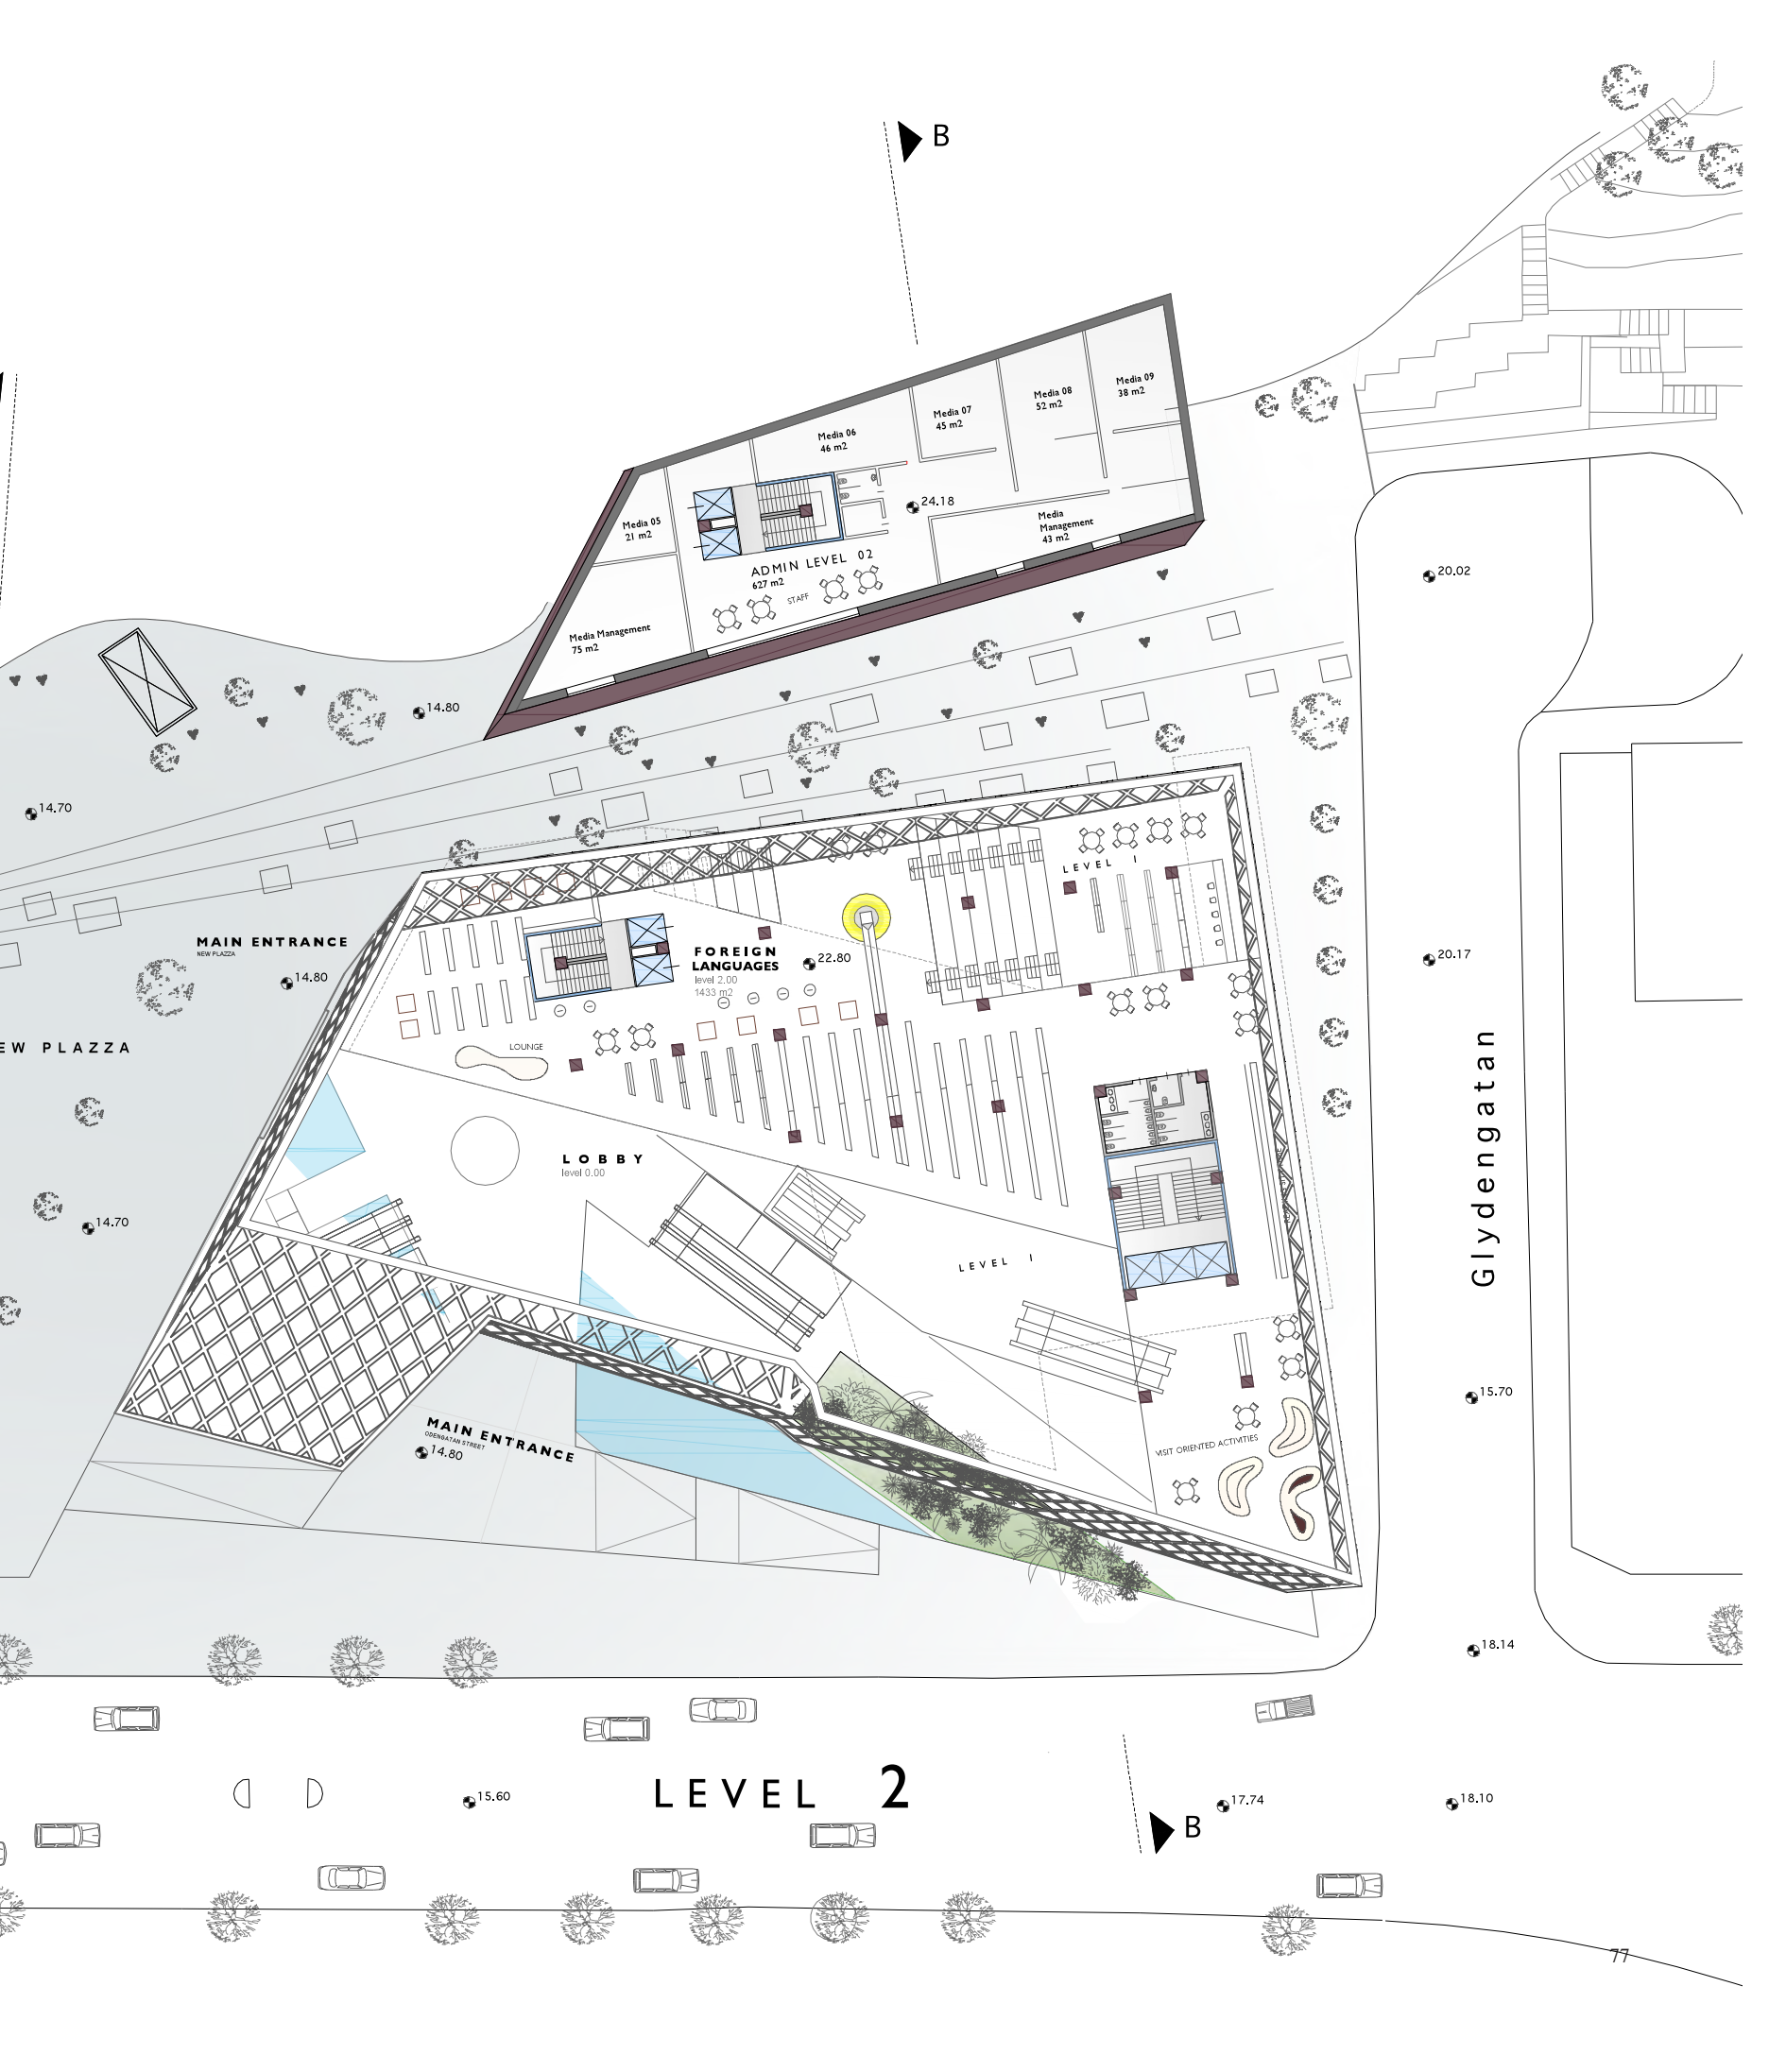 B
Media 09
38 m2
Media 08
52 m2
Media 07
45 m2
Media 06
46 m2
24.18
Media 05
21 m2
Media
Management
43 m2
ADMIN LEVEL 02
627 m2
STAFF
Media Management
75 m2
20.02
14.80
14.70
LEVEL 1
MAIN ENTRANCE
NEW PLAZZA
14.80
FOREIGN
LANGUAGES
level 2.00
1433 m2
22.80
20.17
EW PLAZZA
LOUNGE
Glydengatan
LOBBY
level 0.00
14.70
LEVEL 1
15.70
MAIN ENTRANCE
ODENGATAN STREET
14.80
VISIT ORIENTED ACTIVITIES
18.14
LEVEL 2
15.60
17.74
18.10
B
77